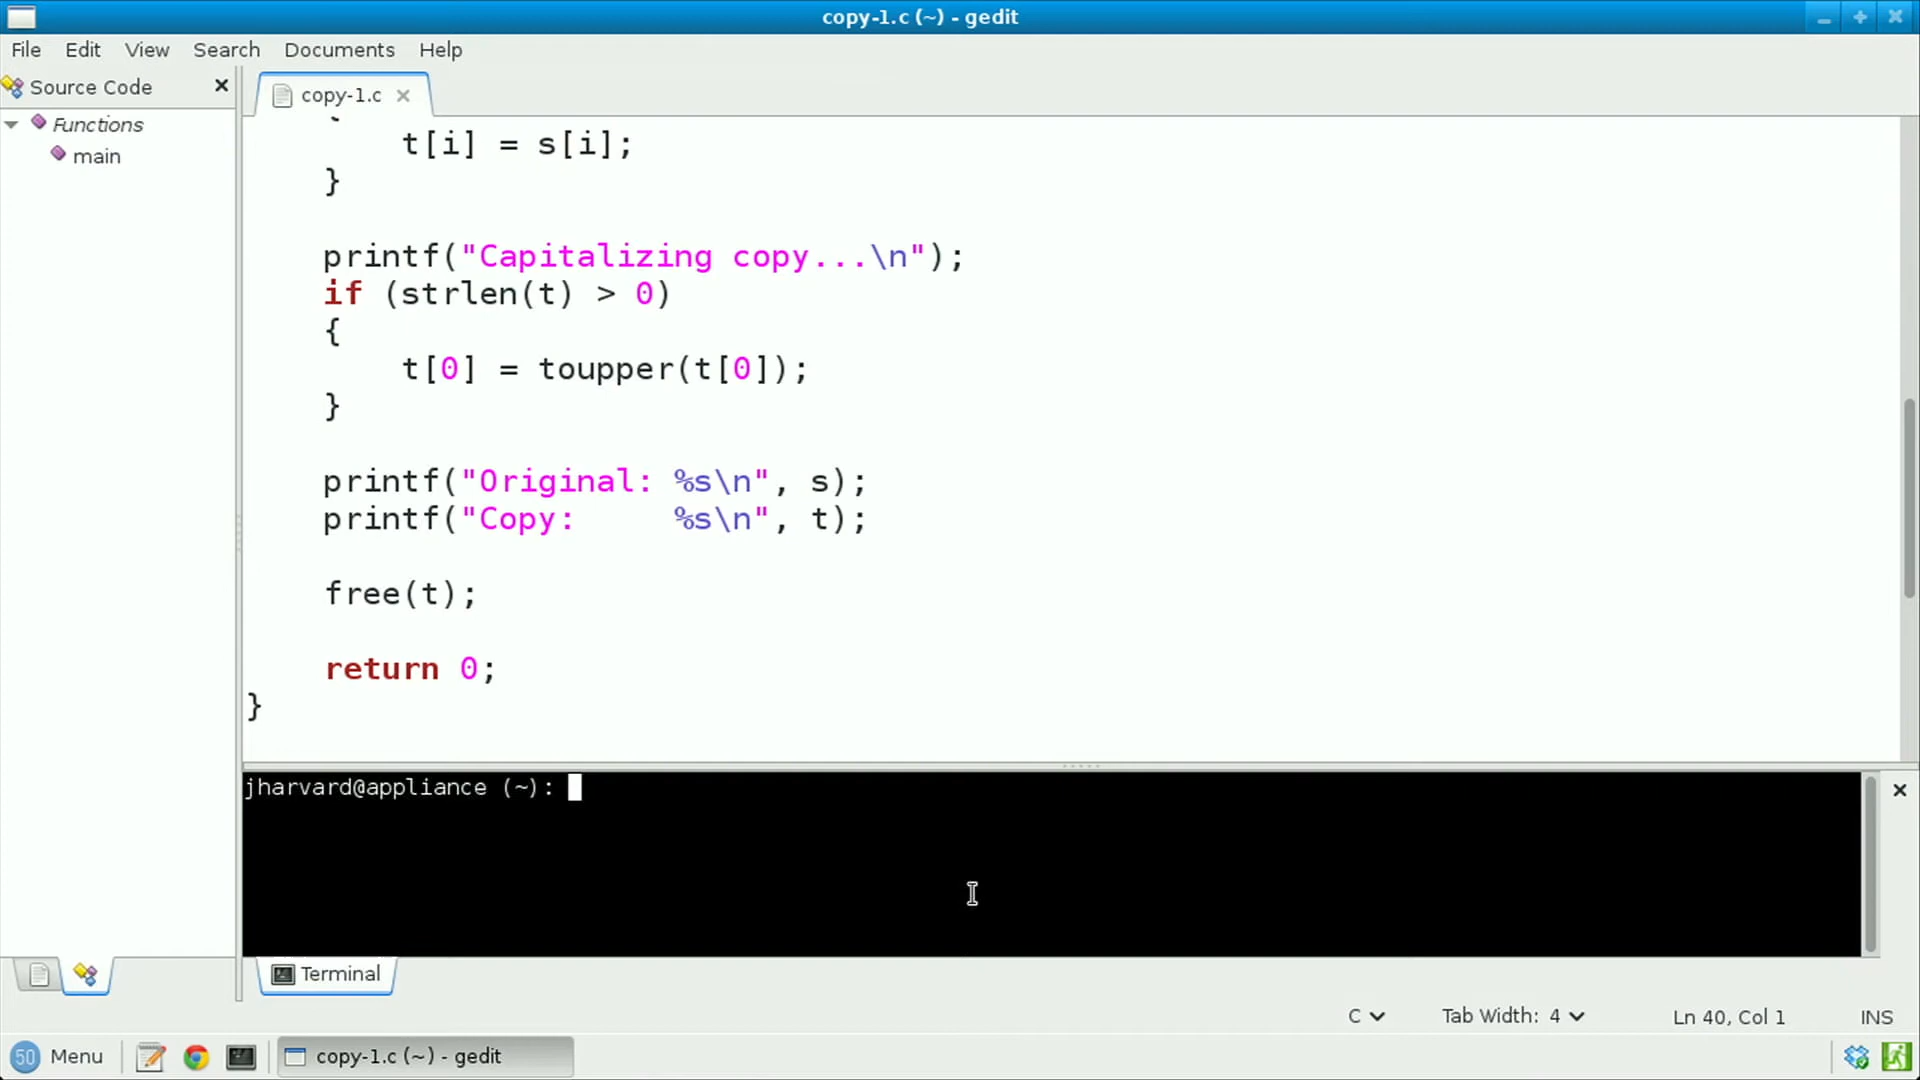 copy-1.c (~) - gedit
File Edit View Search Documents Help
Source Code
copy-1.c
Functions
main
{
t[i] = s[i];
}
printf("Capitalizing copy...\n");
if (strlen(t) > 0)
{
t[0] = toupper(t[0]);
}
printf("Original: %s\n", s);
printf("Copy:     %s\n", t);
free(t);
return 0;
}
jharvard@appliance (~):
Terminal
C Tab Width: 4 Ln 40, Col 1 INS
50 Menu copy-1.c (~) - gedit